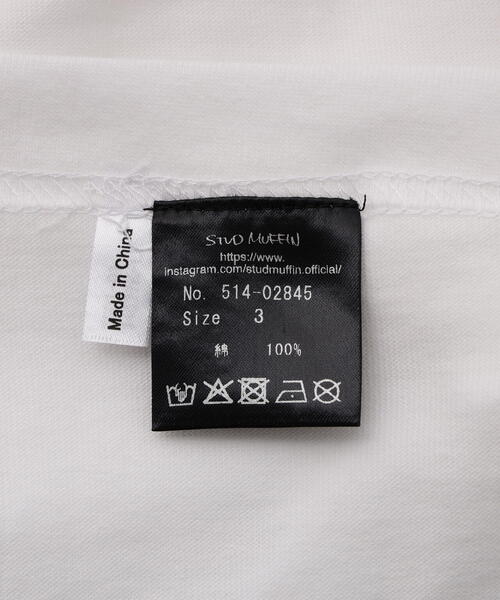 Made in China
STUD MUFFIN
https://www.
instagram.com/studmuffin.official/
No. 514-02845
Size 3
綿 100%